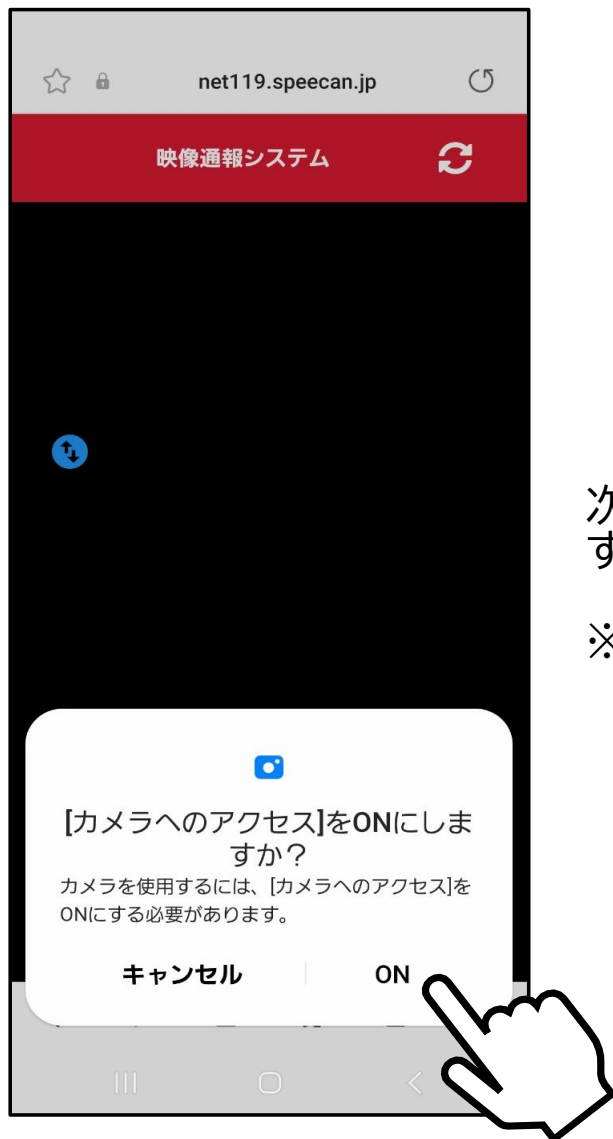 net119.speecan.jp
映像通報システム
[カメラへのアクセス]をONにしま
すか？
カメラを使用するには、[カメラへのアクセス]を
ONにする必要があります。
キャンセル ON
次
す
※